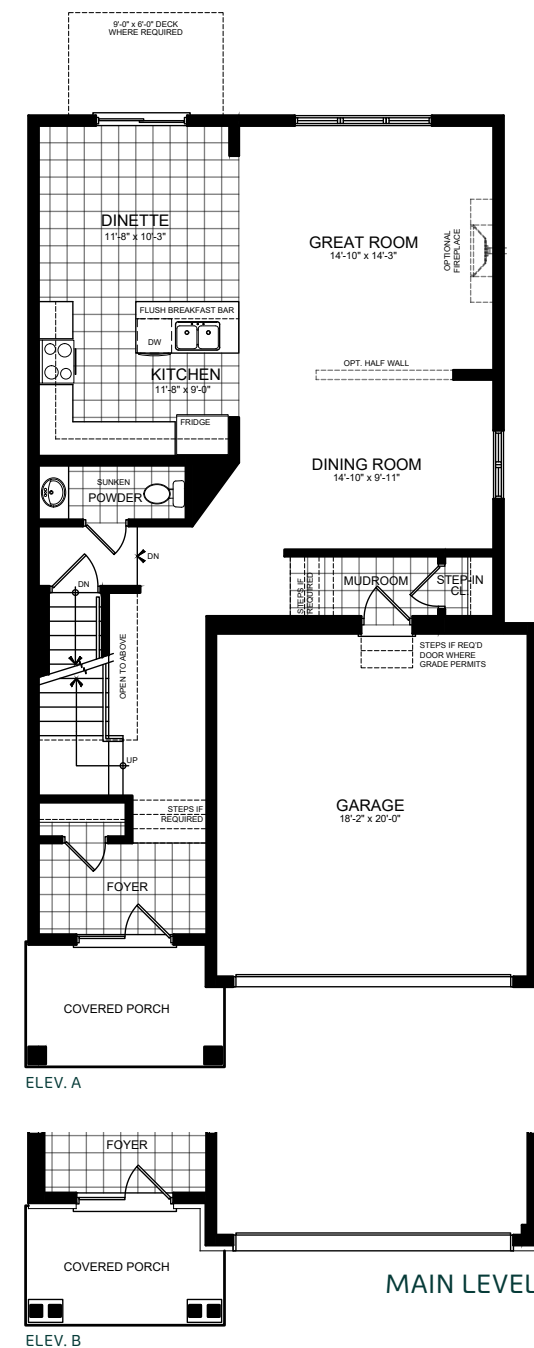 9'-0" x 6'-0" DECK
WHERE REQUIRED
DINETTE
11'-8" x 10'-3"
GREAT ROOM
14'-10" x 14'-3"
OPTIONAL
FIREPLACE
FLUSH BREAKFAST BAR
DW
KITCHEN
11'-8" x 9'-0"
OPT. HALF WALL
FRIDGE
DINING ROOM
14'-10" x 9'-11"
SUNKEN
POWDER
DN
DN
STEPS IF
REQUIRED
MUDROOM
STEP-IN
CL.
OPEN TO ABOVE
STEPS IF REQ'D
DOOR WHERE
GRADE PERMITS
UP
STEPS IF
REQUIRED
GARAGE
18'-2" x 20'-0"
FOYER
COVERED PORCH
ELEV. A
FOYER
COVERED PORCH
MAIN LEVEL
ELEV. B